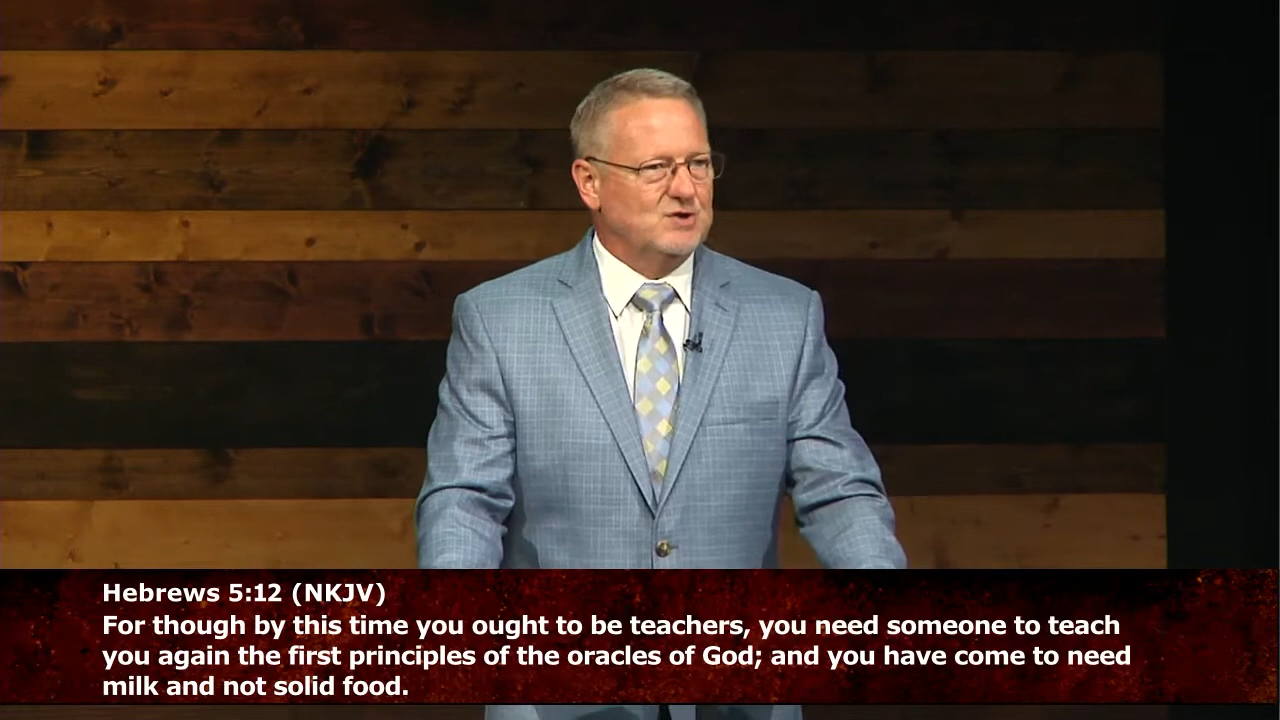 Hebrews 5:12 (NKJV)
For though by this time you ought to be teachers, you need someone to teach
you again the first principles of the oracles of God; and you have come to need
milk and not solid food.